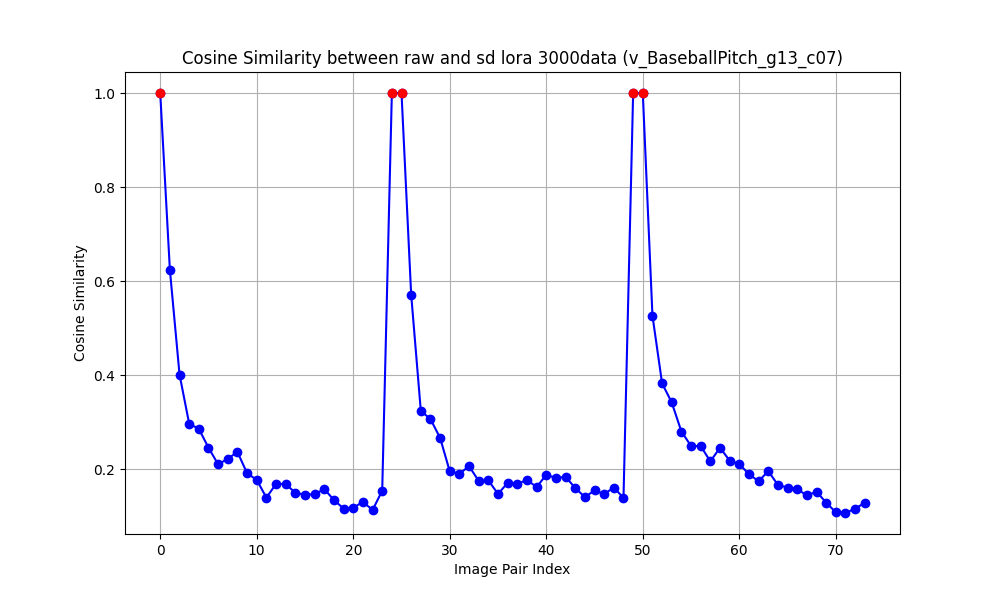 Cosine Similarity between raw and sd lora 3000data (v_BaseballPitch_g13_c07)
1.0
0.8
0.6
0.4
0.2
Cosine Similarity
0 10 20 30 40 50 60 70
Image Pair Index